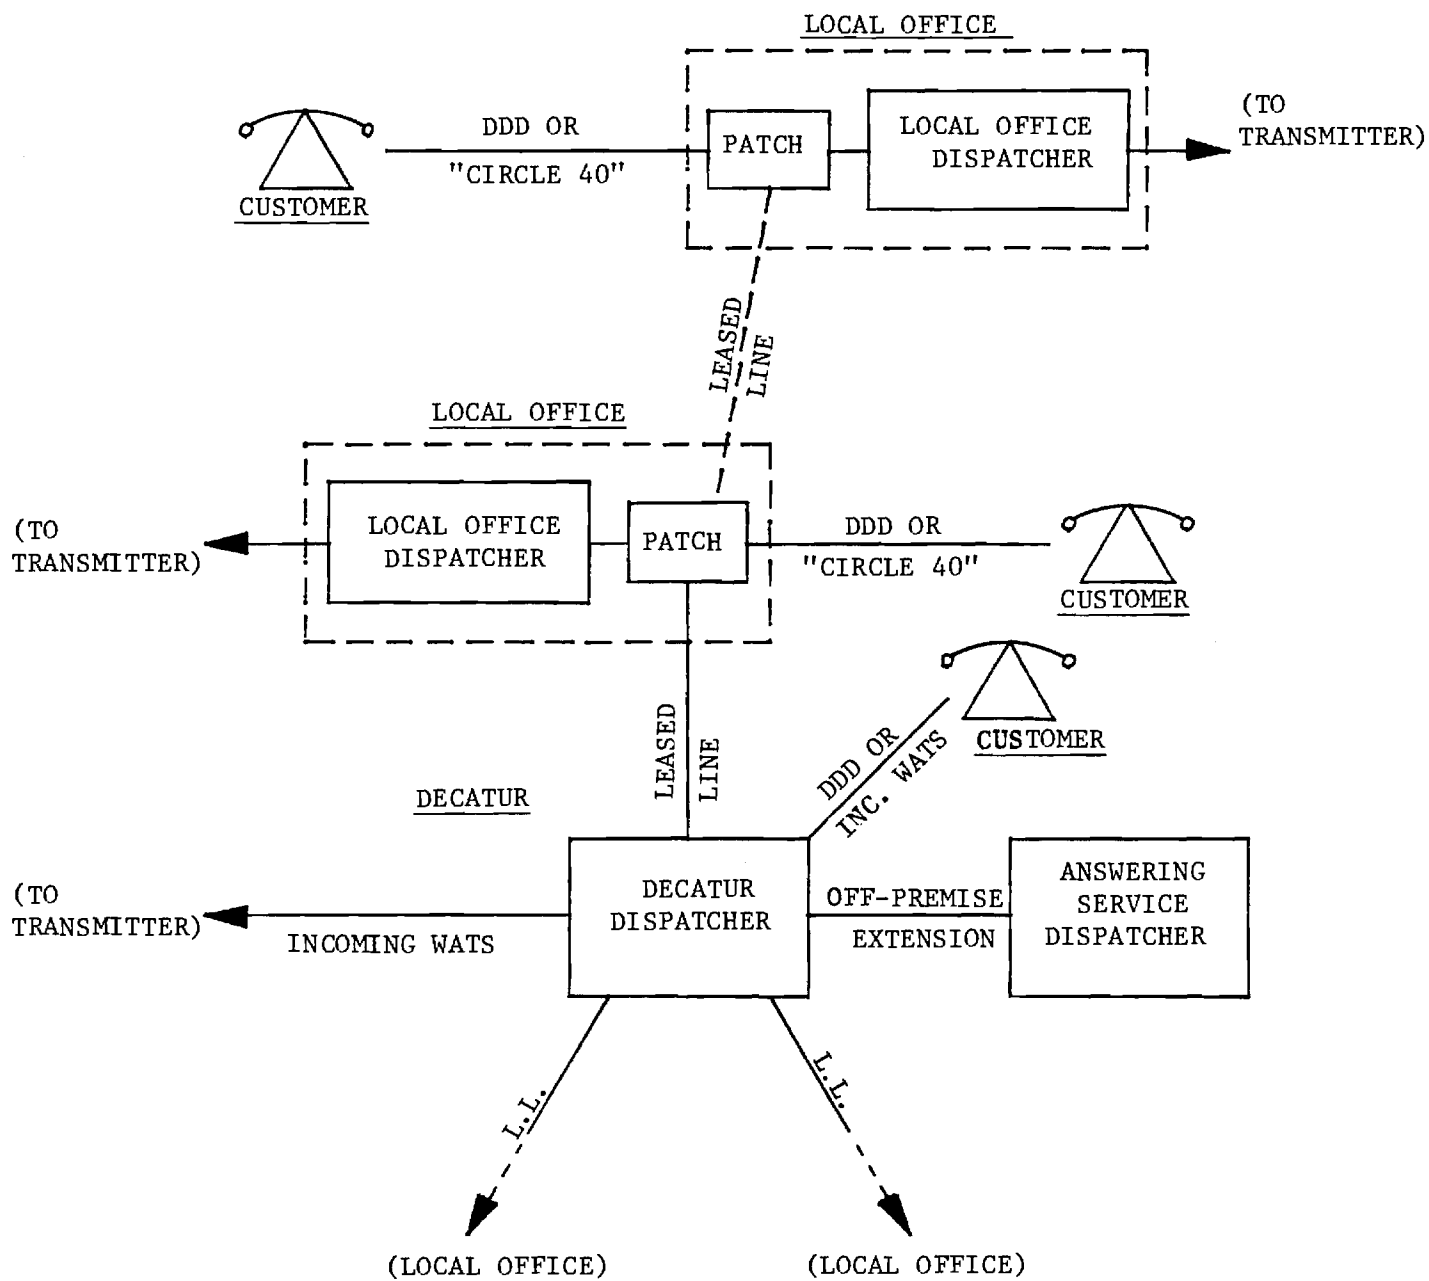 LOCAL OFFICE
DDD OR
"CIRCLE 40"
CUSTOMER
PATCH
LOCAL OFFICE
DISPATCHER
(TO
TRANSMITTER)
LEASED
LINE
LOCAL OFFICE
(TO
TRANSMITTER)
LOCAL OFFICE
DISPATCHER
PATCH
DDD OR
"CIRCLE 40"
CUSTOMER
CUSTOMER
LEASED
LINE
DDD OR
INC. WATS
DECATUR
(TO
TRANSMITTER)
INCOMING WATS
DECATUR
DISPATCHER
OFF-PREMISE
EXTENSION
ANSWERING
SERVICE
DISPATCHER
L.L.
L.L.
(LOCAL OFFICE)
(LOCAL OFFICE)